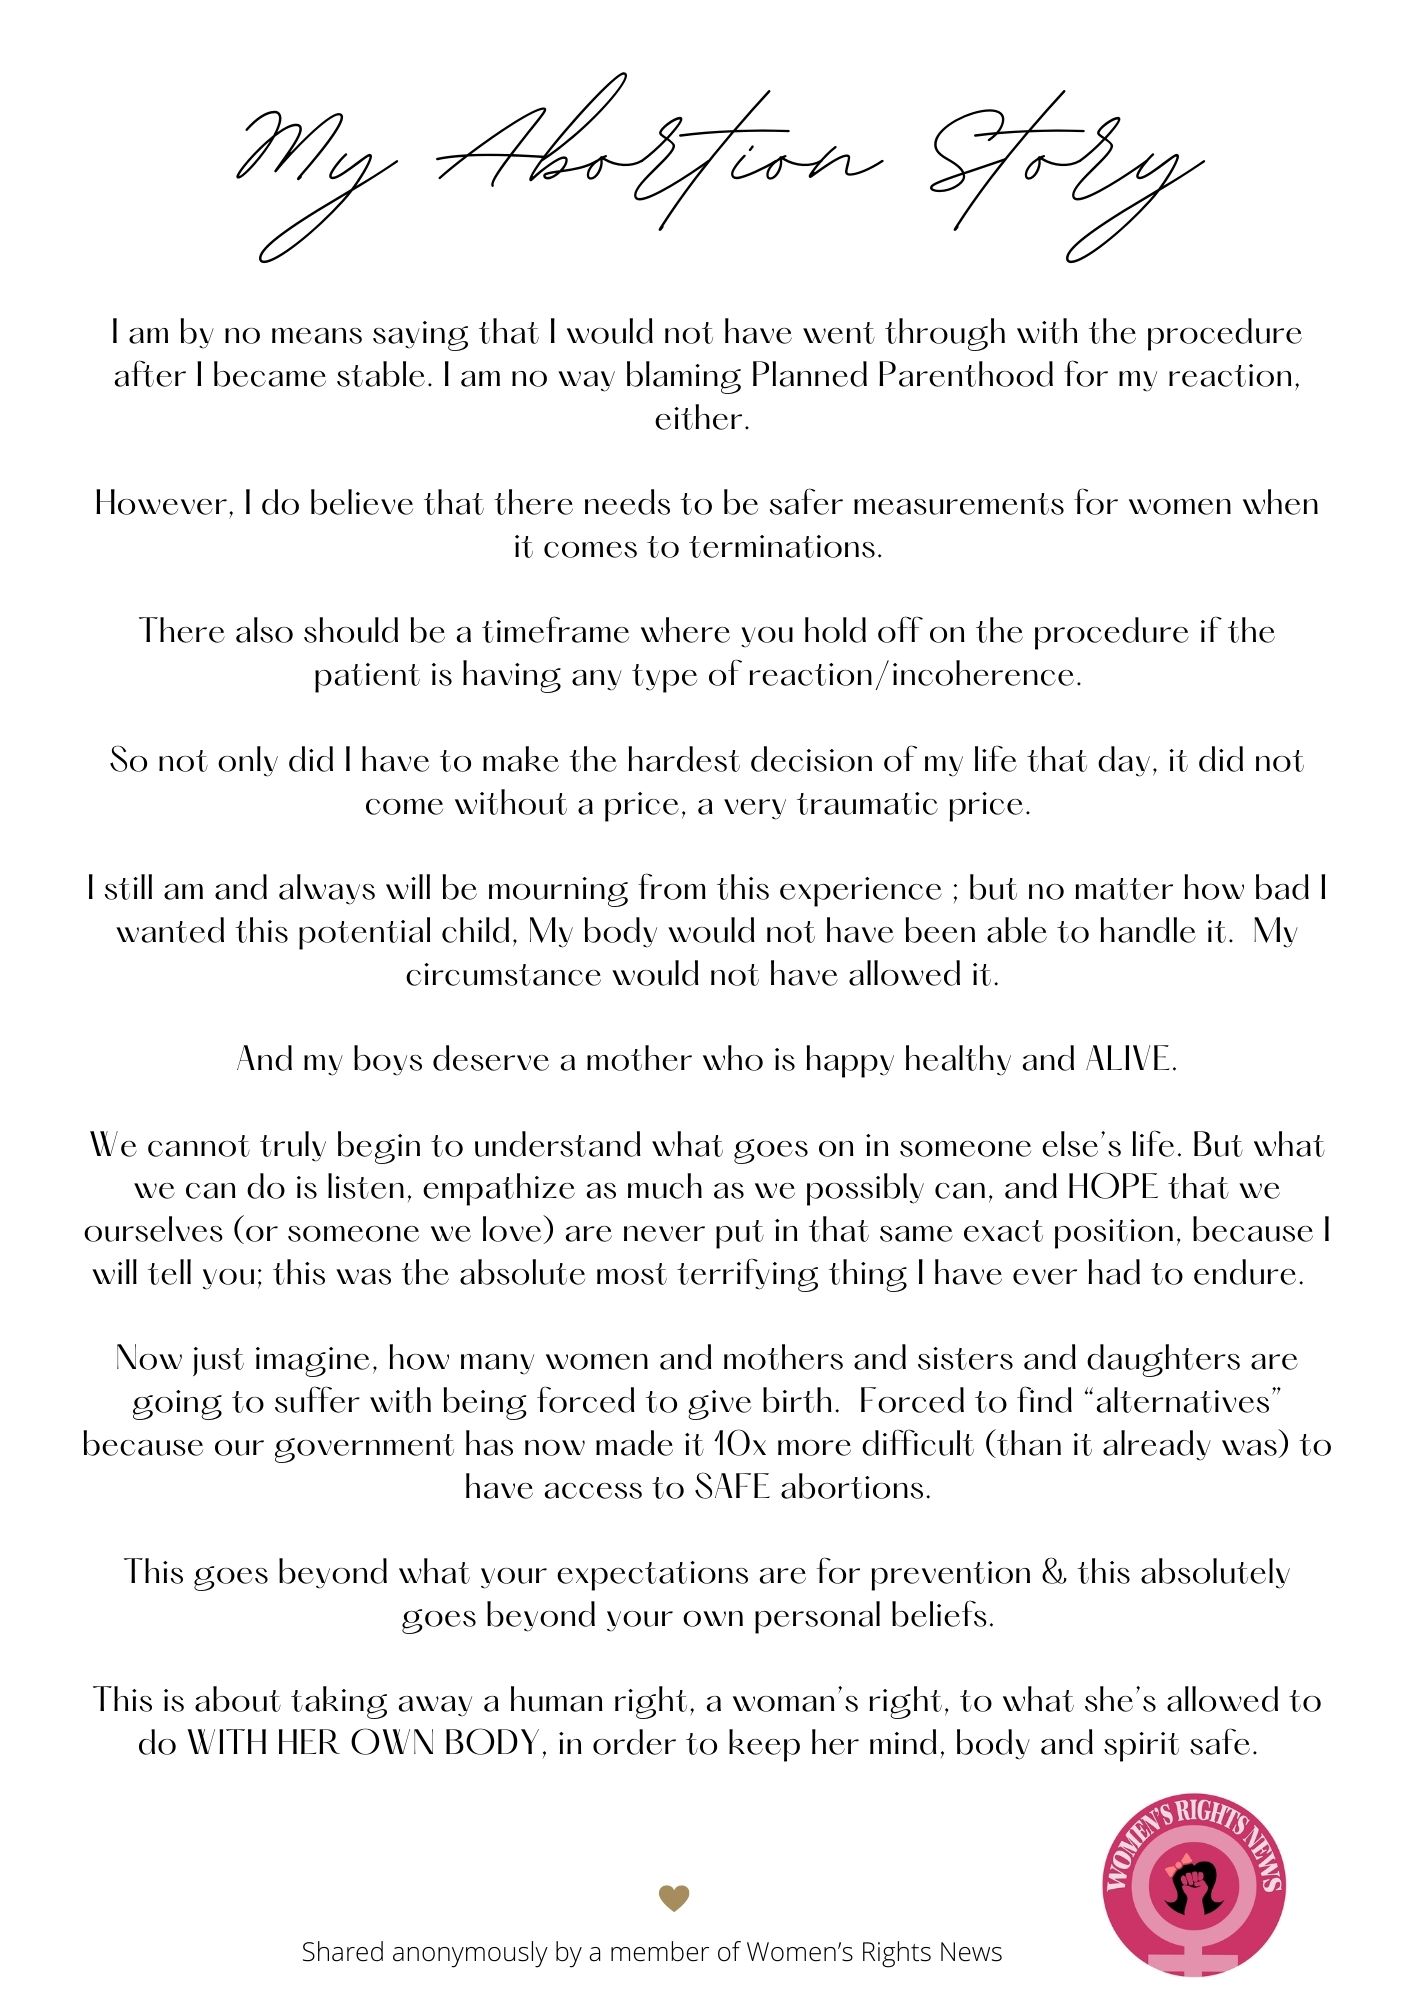 My Abortion Story
I am by no means saying that I would not have went through with the procedure
after I became stable. I am no way blaming Planned Parenthood for my reaction,
either.
However, I do believe that there needs to be safer measurements for women when
it comes to terminations.
There also should be a timeframe where you hold off on the procedure if the
patient is having any type of reaction/incoherence.
So not only did I have to make the hardest decision of my life that day, it did not
come without a price, a very traumatic price.
I still am and always will be mourning from this experience ; but no matter how bad I
wanted this potential child, My body would not have been able to handle it.  My
circumstance would not have allowed it.
And my boys deserve a mother who is happy healthy and ALIVE.
We cannot truly begin to understand what goes on in someone else's life. But what
we can do is listen, empathize as much as we possibly can, and HOPE that we
ourselves (or someone we love) are never put in that same exact position, because I
will tell you; this was the absolute most terrifying thing I have ever had to endure.
Now just imagine, how many women and mothers and sisters and daughters are
going to suffer with being forced to give birth.  Forced to find “alternatives”
because our government has now made it 10x more difficult (than it already was) to
have access to SAFE abortions.
This goes beyond what your expectations are for prevention & this absolutely
goes beyond your own personal beliefs.
This is about taking away a human right, a woman's right, to what she's allowed to
do WITH HER OWN BODY, in order to keep her mind, body and spirit safe.
WOMEN'S RIGHTS NEWS
Shared anonymously by a member of Women's Rights News